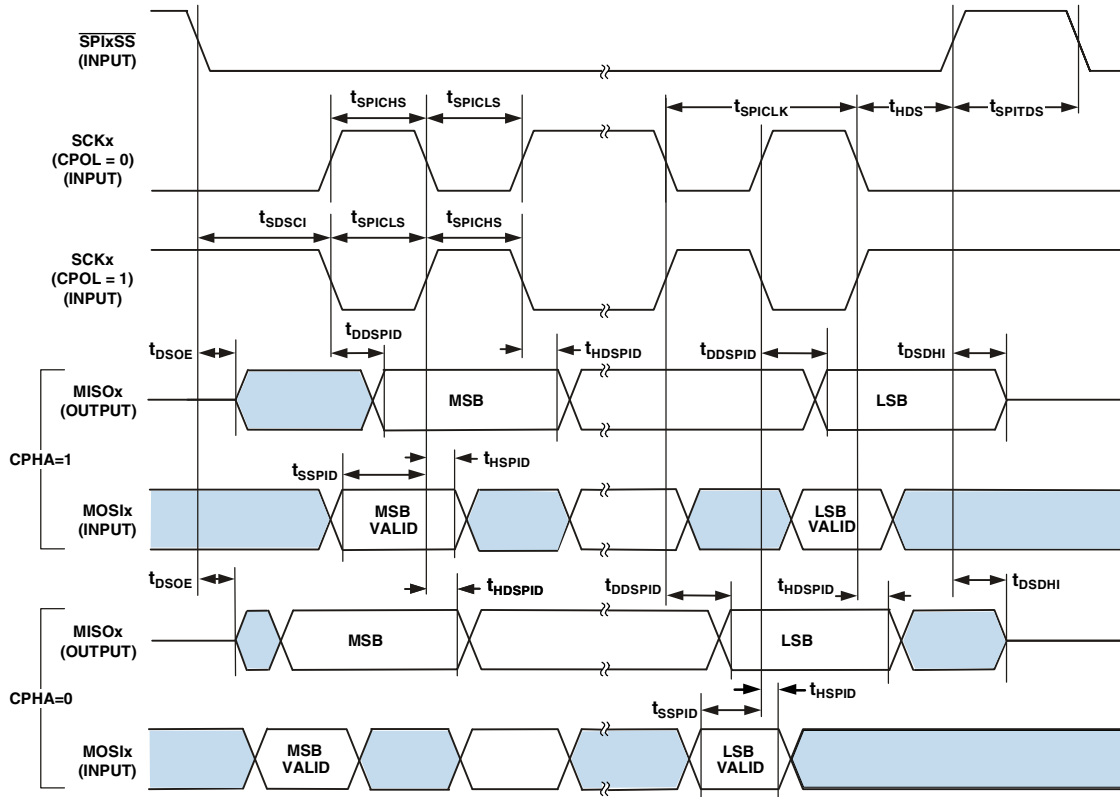 SPIxSS
(INPUT)
tSPICHS tSPICLS tSPICLK tHDS tSPITDS
SCKx
(CPOL = 0)
(INPUT)
tSDSCI tSPICLS tSPICHS
SCKx
(CPOL = 1)
(INPUT)
tDSOE tDDSPID tHDSPID tDDSPID tDSDHI
MISOx
(OUTPUT)
MSB LSB
CPHA=1
tSSPID tHSPID
MOSIx
(INPUT)
MSB
VALID
LSB
VALID
tDSOE tHDSPID tDDSPID tHDSPID tDSDHI
MISOx
(OUTPUT)
MSB LSB
CPHA=0
tSSPID tHSPID
MOSIx
(INPUT)
MSB
VALID
LSB
VALID